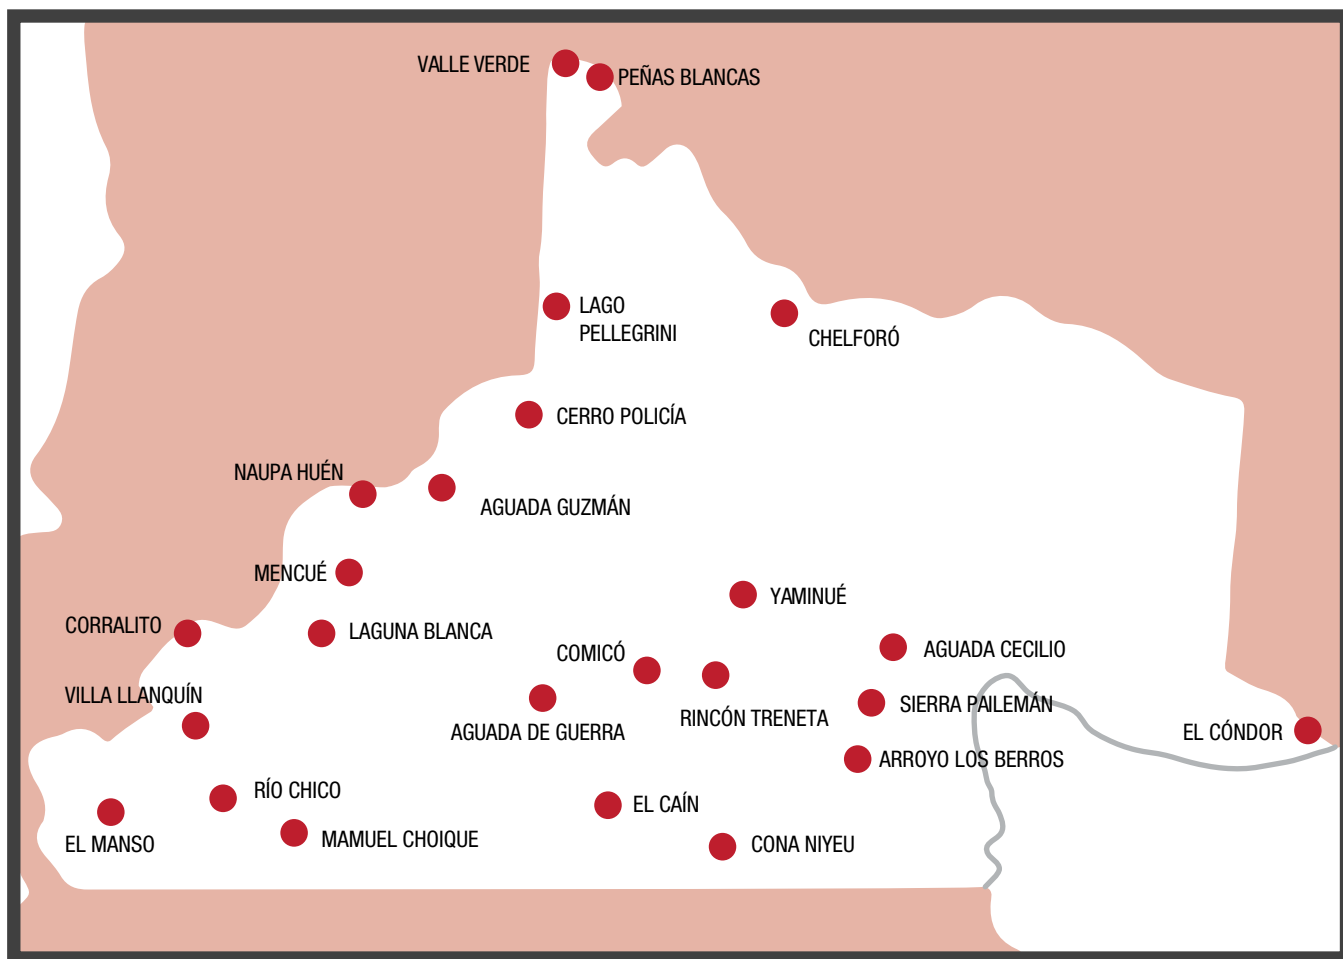 VALLE VERDE
PEÑAS BLANCAS
LAGO
PELLEGRINI
CHELFORÓ
CERRO POLICÍA
NAUPA HUÉN
AGUADA GUZMÁN
MENCUÉ
YAMINUÉ
CORRALITO
LAGUNA BLANCA
COMICÓ
AGUADA CECILIO
VILLA LLANQUÍN
SIERRA PAILEMÁN
RINCÓN TRENETA
AGUADA DE GUERRA
EL CÓNDOR
ARROYO LOS BERROS
RÍO CHICO
EL CAÍN
MAMUEL CHOIQUE
EL MANSO
CONA NIYEU